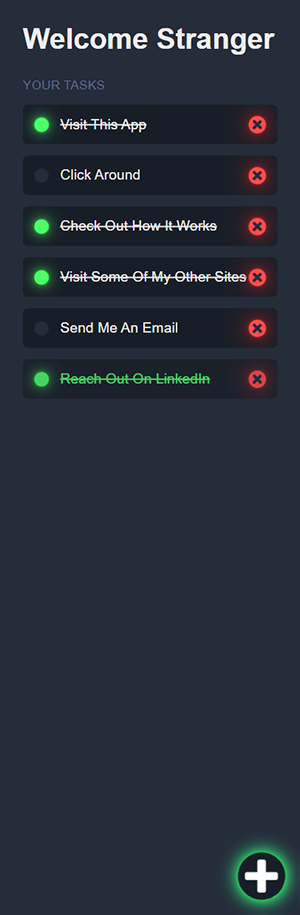 Welcome Stranger
YOUR TASKS
Visit This App
Click Around
Check Out How It Works
Visit Some Of My Other Sites
Send Me An Email
Reach Out On LinkedIn